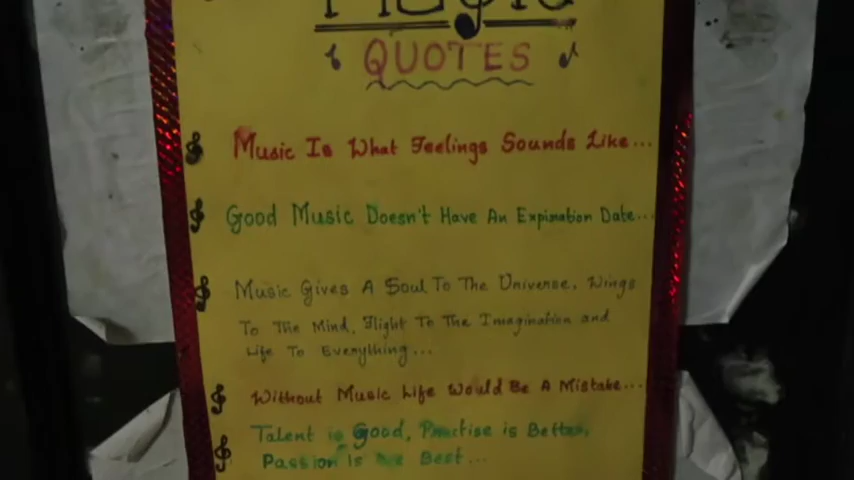 Music
QUOTES
Music Is What Feelings Sounds Like...
Good Music Doesn't Have An Expiration Date...
Music Gives A Soul To The Universe, Wings
To The Mind, Flight To The Imagination and
Life To Everything...
Without Music Life Would Be A Mistake...
Talent is Good, Practise is Better,
Passion Is Best...